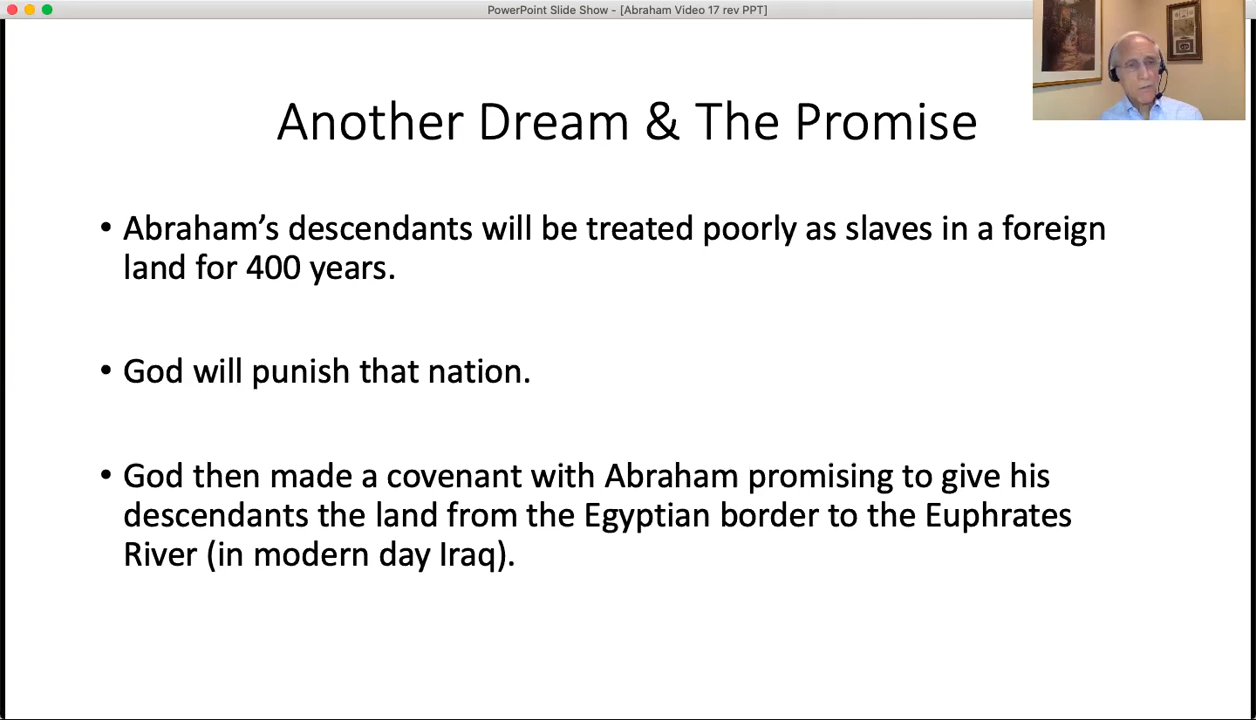 PowerPoint Slide Show - [Abraham Video 17 rev PPT]
Another Dream & The Promise
• Abraham’s descendants will be treated poorly as slaves in a foreign
land for 400 years.
• God will punish that nation.
• God then made a covenant with Abraham promising to give his
descendants the land from the Egyptian border to the Euphrates
River (in modern day Iraq).